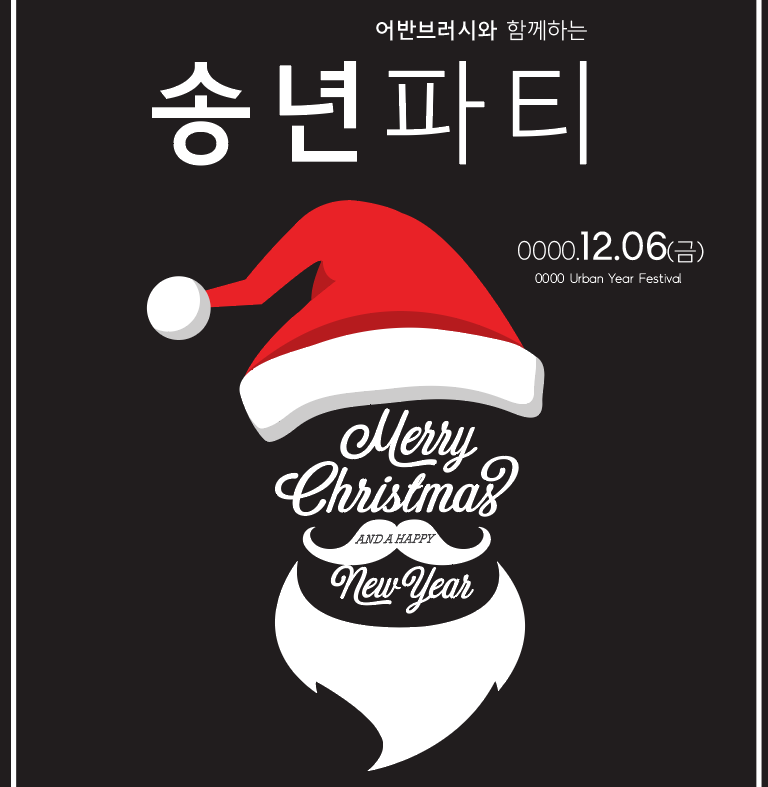 어반브러시와 함께하는
송년파티
0000.12.06(금)
0000 Urban Year Festival
Merry
Christmas
AND A HAPPY
New Year